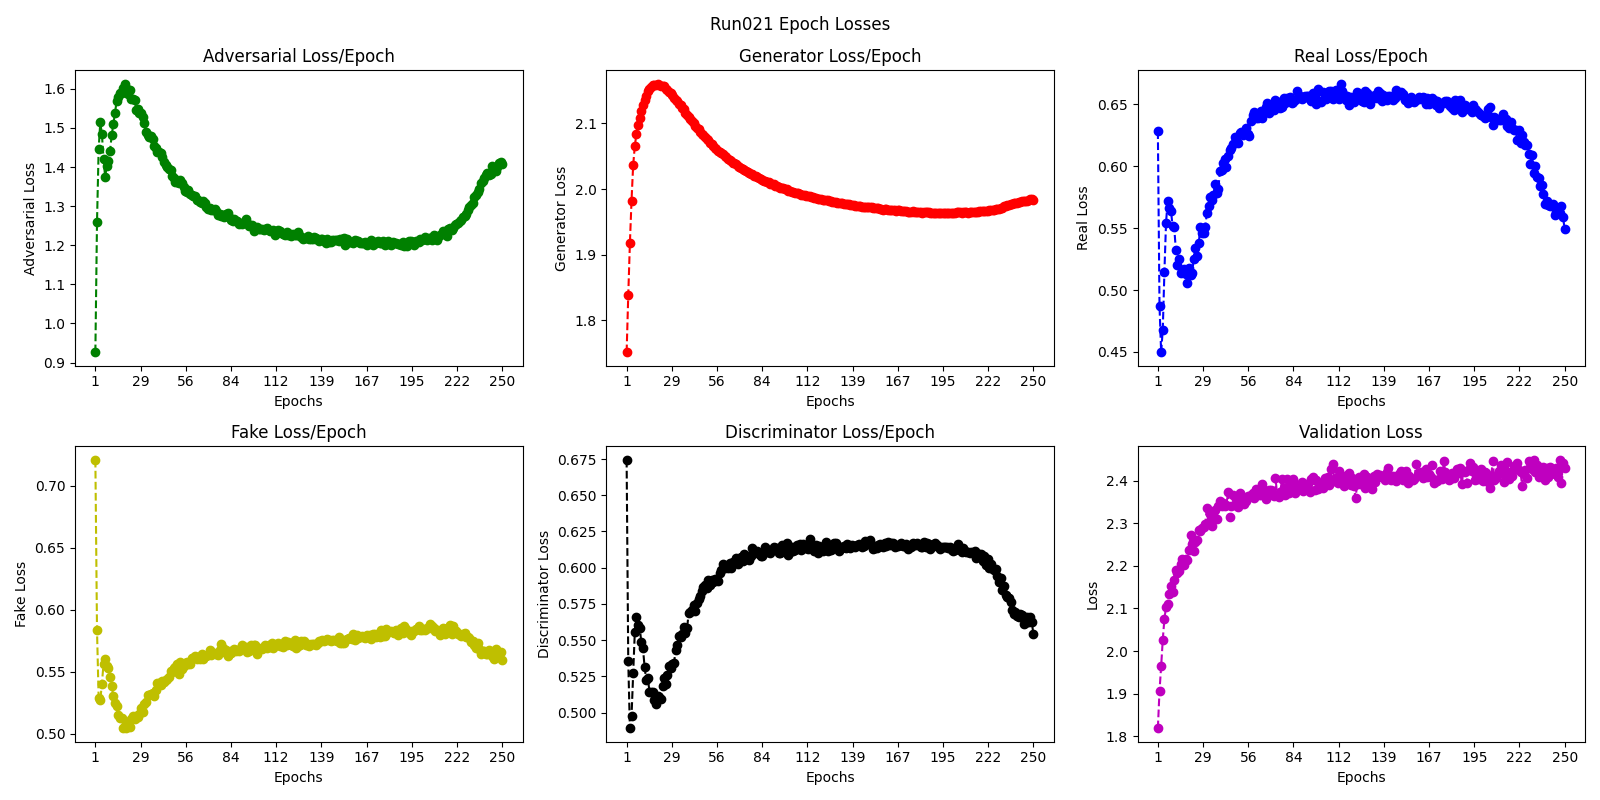 Run021 Epoch Losses
Adversarial Loss/Epoch
Adversarial Loss
1.6
1.5
1.4
1.3
1.2
1.1
1.0
0.9
1 29 56 84 112 139 167 195 222 250
Epochs
Generator Loss/Epoch
Generator Loss
2.1
2.0
1.9
1.8
1 29 56 84 112 139 167 195 222 250
Epochs
Real Loss/Epoch
Real Loss
0.65
0.60
0.55
0.50
0.45
1 29 56 84 112 139 167 195 222 250
Epochs
Fake Loss/Epoch
Fake Loss
0.70
0.65
0.60
0.55
0.50
1 29 56 84 112 139 167 195 222 250
Epochs
Discriminator Loss/Epoch
Discriminator Loss
0.675
0.650
0.625
0.600
0.575
0.550
0.525
0.500
1 29 56 84 112 139 167 195 222 250
Epochs
Validation Loss
Loss
2.4
2.3
2.2
2.1
2.0
1.9
1.8
1 29 56 84 112 139 167 195 222 250
Epochs